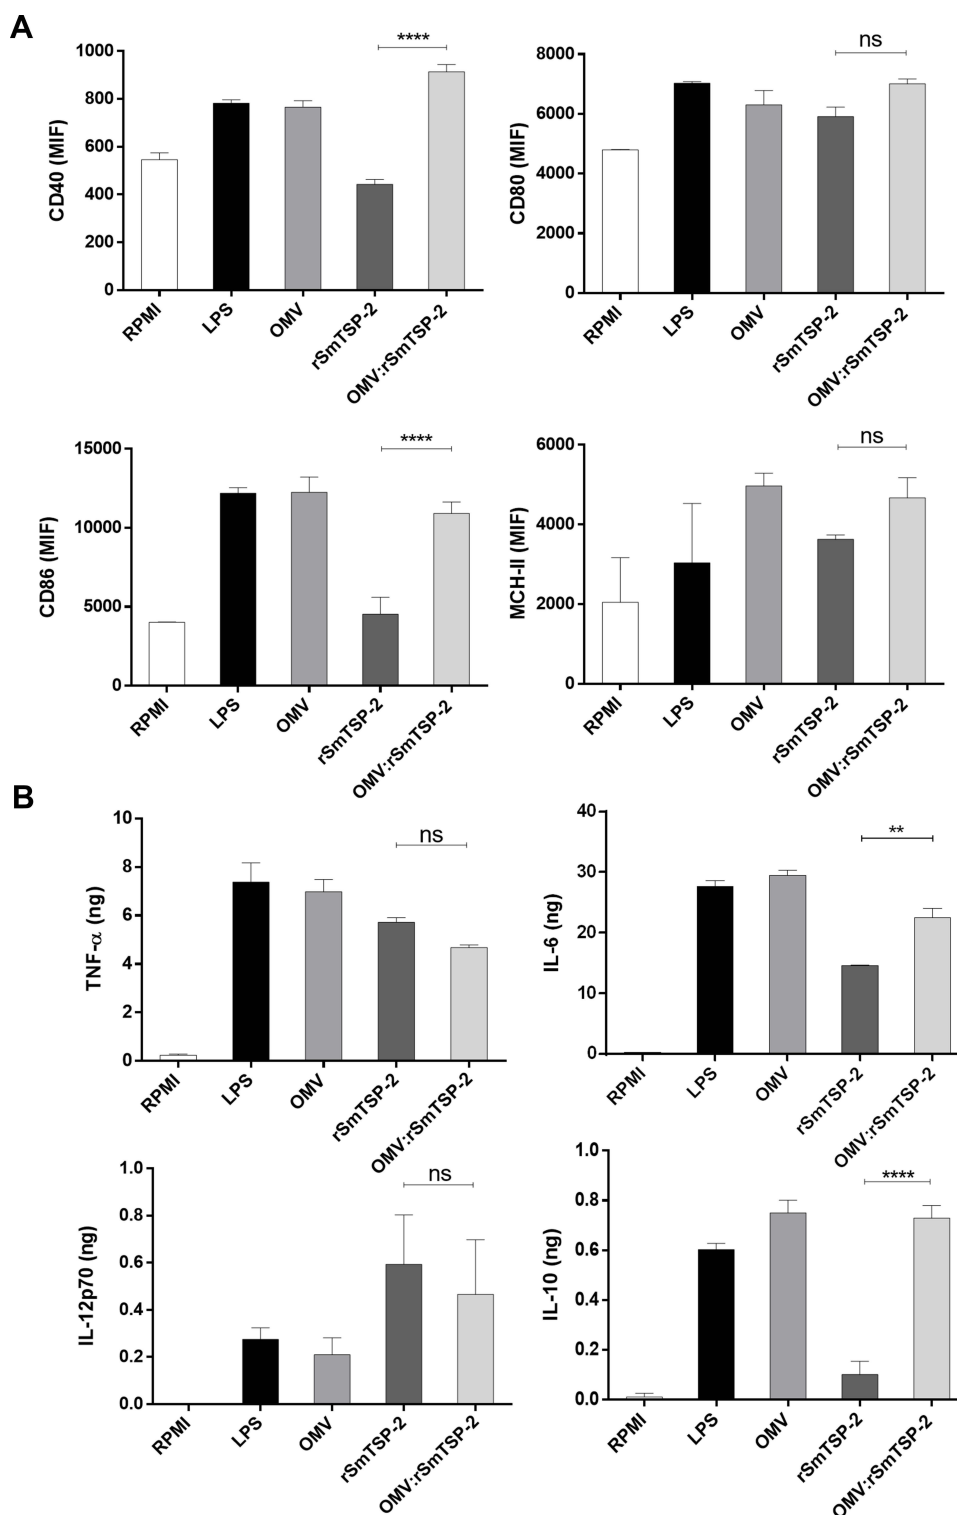 A
CD40 (MIF)
1000
800
600
400
200
0
****
RPMI
LPS
OMV
rSmTSP-2
OMV:rSmTSP-2
CD80 (MIF)
8000
6000
4000
2000
0
ns
RPMI
LPS
OMV
rSmTSP-2
OMV:rSmTSP-2
CD86 (MIF)
15000
10000
5000
0
****
RPMI
LPS
OMV
rSmTSP-2
OMV:rSmTSP-2
MCH-II (MIF)
6000
4000
2000
0
ns
RPMI
LPS
OMV
rSmTSP-2
OMV:rSmTSP-2
B
TNF-α (ng)
10
8
6
4
2
0
ns
RPMI
LPS
OMV
rSmTSP-2
OMV:rSmTSP-2
IL-6 (ng)
40
30
20
10
0
**
RPMI
LPS
OMV
rSmTSP-2
OMV:rSmTSP-2
IL-12p70 (ng)
1.0
0.8
0.6
0.4
0.2
0.0
ns
RPMI
LPS
OMV
rSmTSP-2
OMV:rSmTSP-2
IL-10 (ng)
1.0
0.8
0.6
0.4
0.2
0.0
****
RPMI
LPS
OMV
rSmTSP-2
OMV:rSmTSP-2